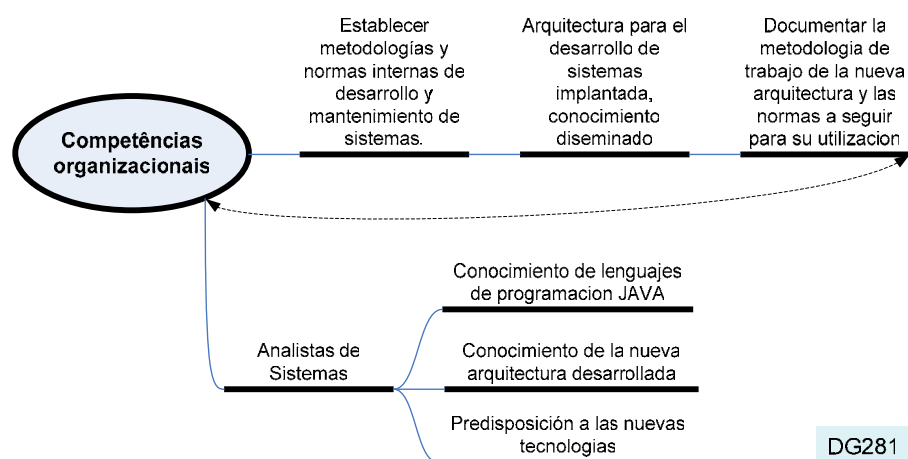 Competências
organizacionais
Establecer
metodologías y
normas internas de
desarrollo y
mantenimiento de
sistemas.
Arquitectura para el
desarrollo de
sistemas
implantada,
conocimiento
diseminado
Documentar la
metodologia de
trabajo de la nueva
arquitectura y las
normas a seguir
para su utilizacion
Analistas de
Sistemas
Conocimiento de lenguajes
de programacion JAVA
Conocimiento de la nueva
arquitectura desarrollada
Predisposición a las nuevas
tecnologias
DG281